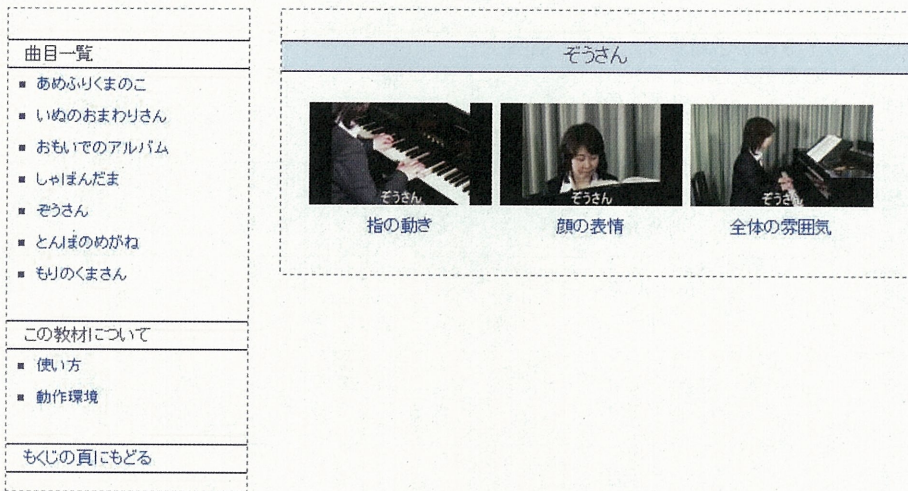 曲目一覧
あめふりくまのこ
いぬのおまわりさん
おもいでのアルバム
しゃぼんだま
ぞうさん
とんぼのめがね
もりのくまさん
この教材について
使い方
動作環境
もくじの頁にもどる
ぞうさん
ぞうさん
ぞうさん
ぞうさん
指の動き
顔の表情
全体の雰囲気